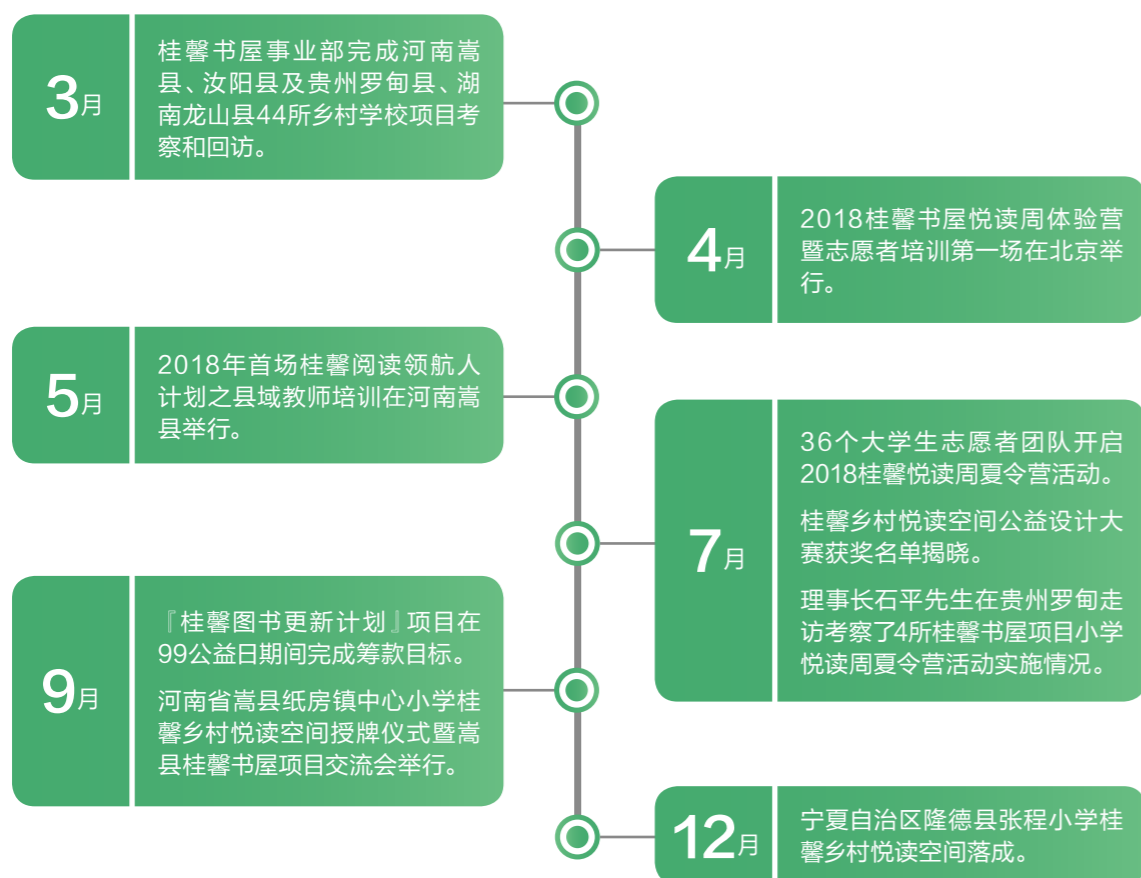 3月
桂馨书屋事业部完成河南嵩
县、汝阳县及贵州罗甸县、湖
南龙山县44所乡村学校项目考
察和回访。
4月
2018桂馨书屋悦读周体验营
暨志愿者培训第一场在北京举
行。
5月
2018年首场桂馨阅读领航人
计划之县域教师培训在河南嵩
县举行。
7月
36个大学生志愿者团队开启
2018桂馨悦读周夏令营活动。
桂馨乡村悦读空间公益设计大
赛获奖名单揭晓。
理事长石平先生在贵州罗甸走
访考察了4所桂馨书屋项目小学
悦读周夏令营活动实施情况。
9月
『桂馨图书更新计划』项目在
99公益日期间完成筹款目标。
河南省嵩县纸房镇中心小学桂
馨乡村悦读空间授牌仪式暨嵩
县桂馨书屋项目交流会举行。
12月
宁夏自治区隆德县张程小学桂
馨乡村悦读空间落成。